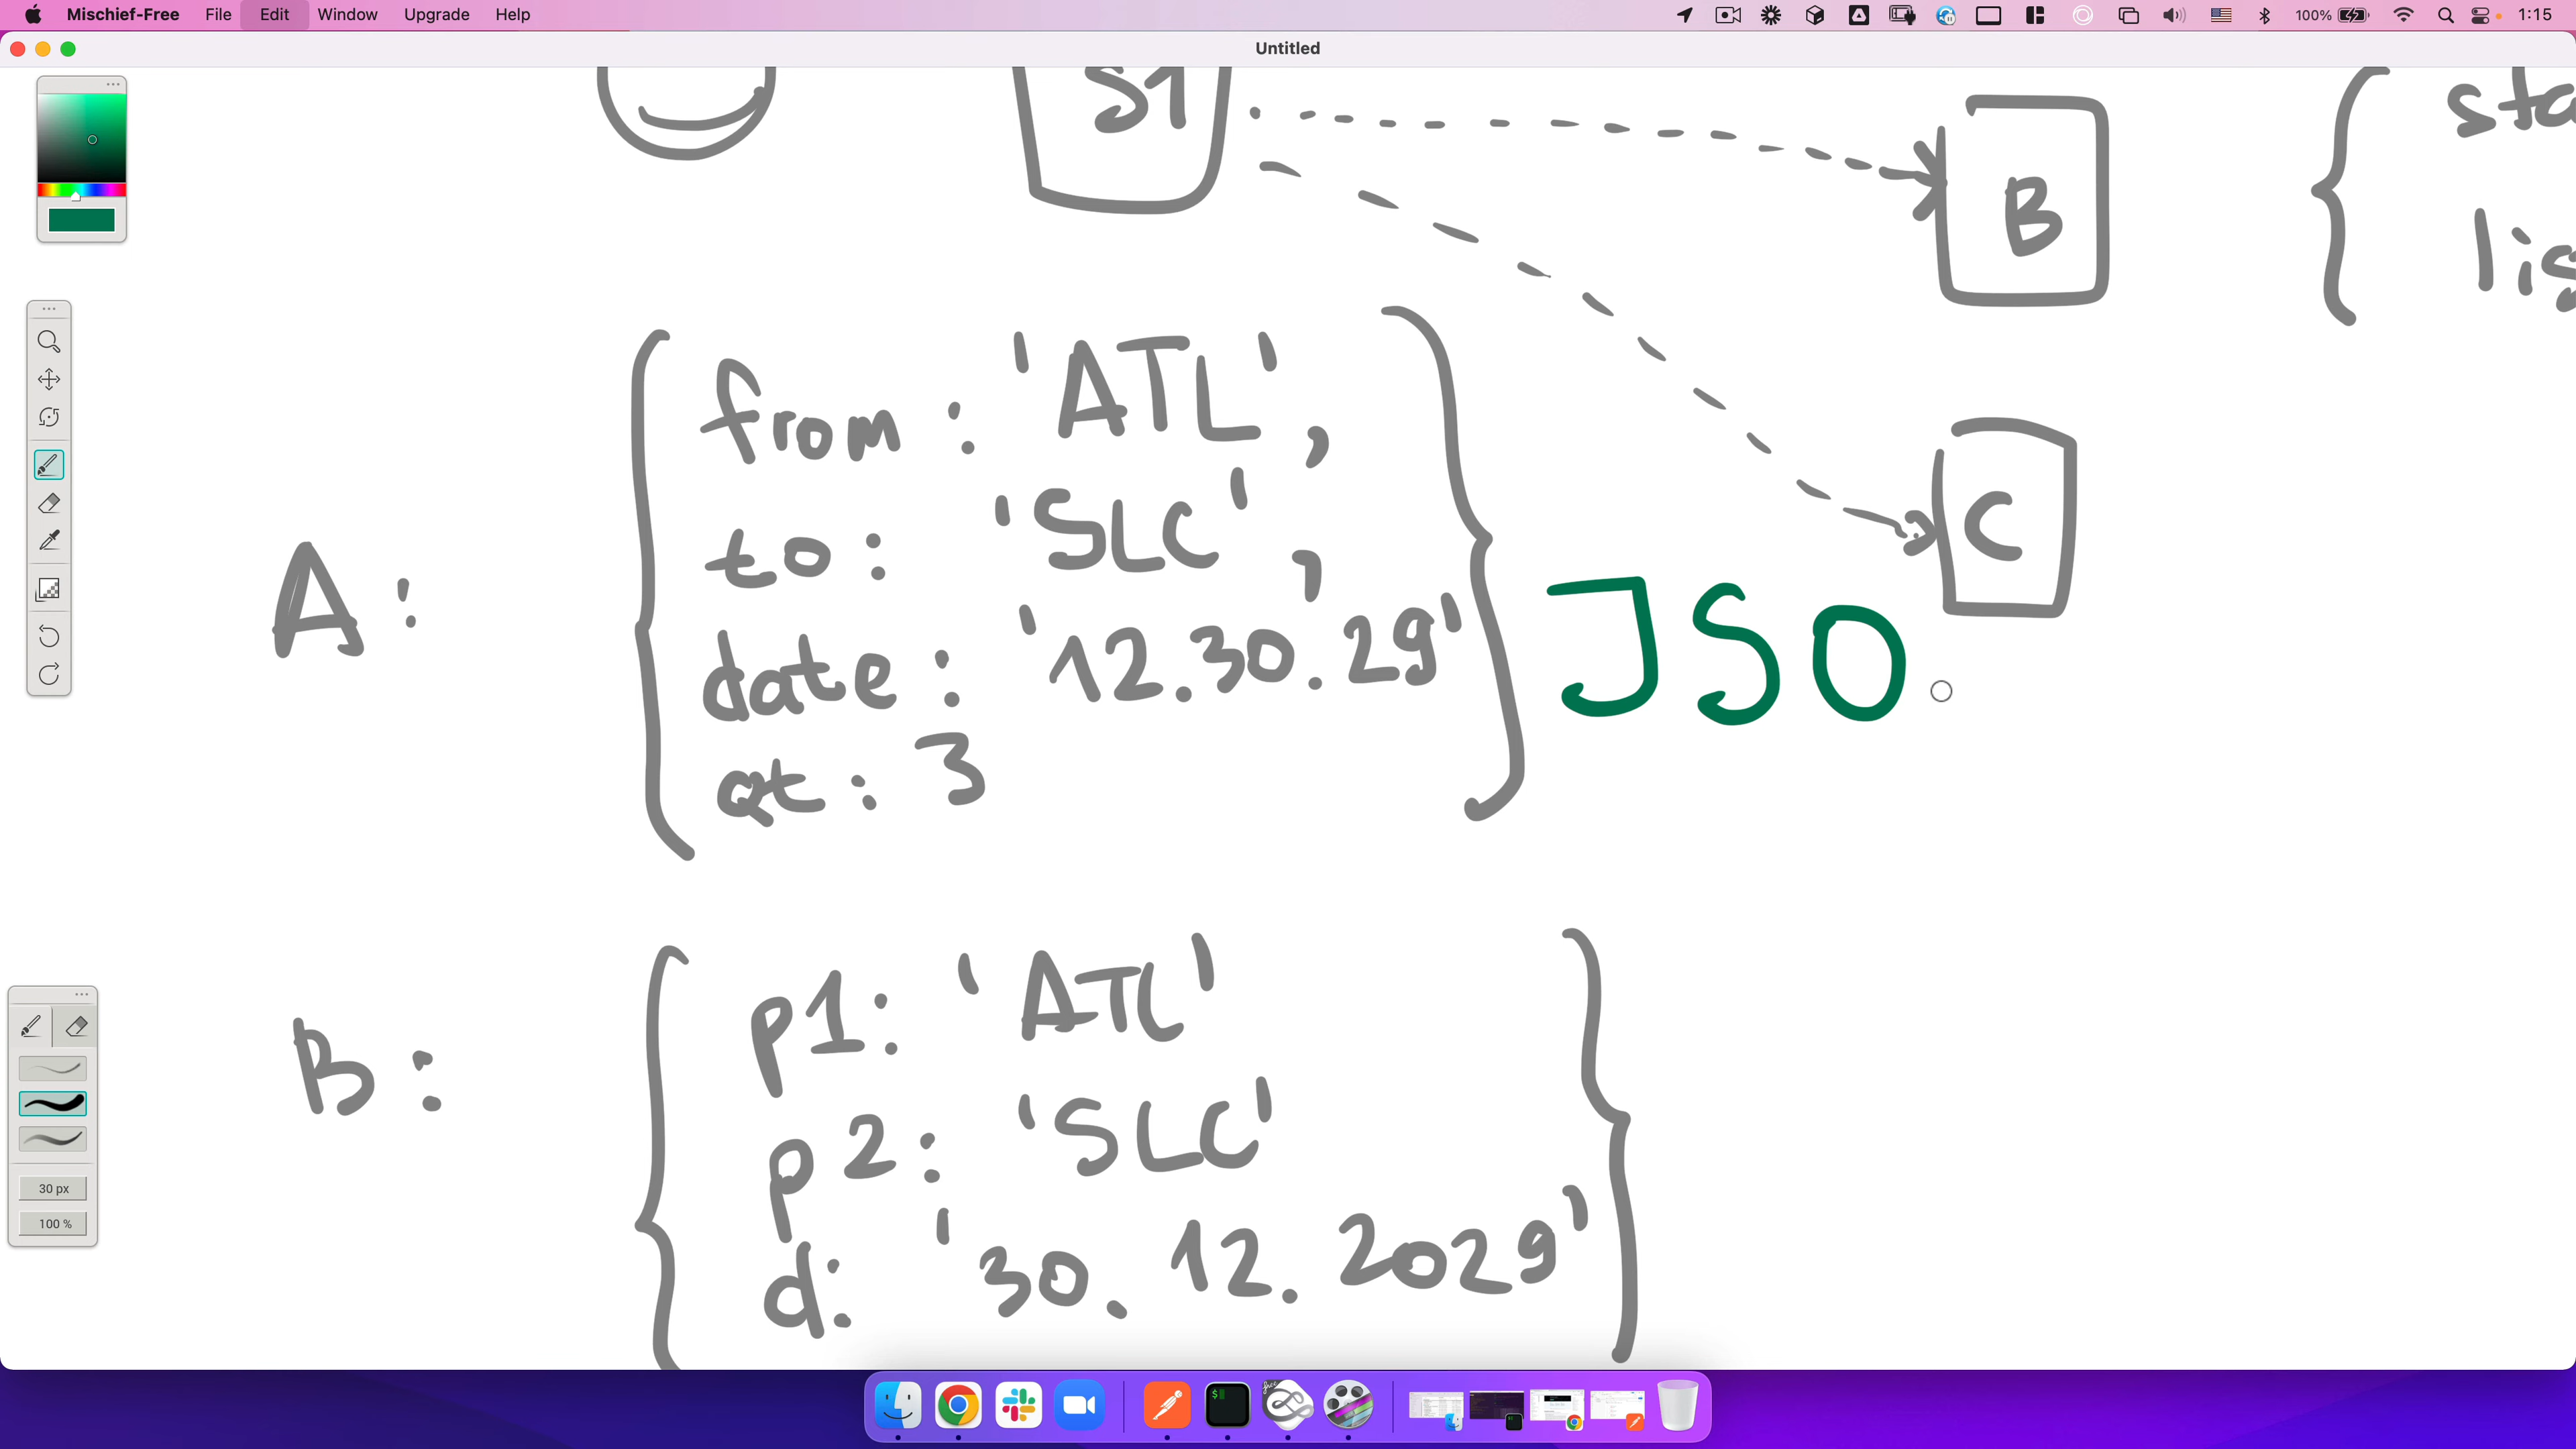 Mischief-Free File Edit Window Upgrade Help 100% 1:15
Untitled
S1
B
C
A:
from: 'ATL',
to: 'SLC',
date: '12.30.29'
qt: 3
JSO
B:
p1: 'ATL'
p2: 'SLC'
d: '30.12.2029'
30 px
100 %